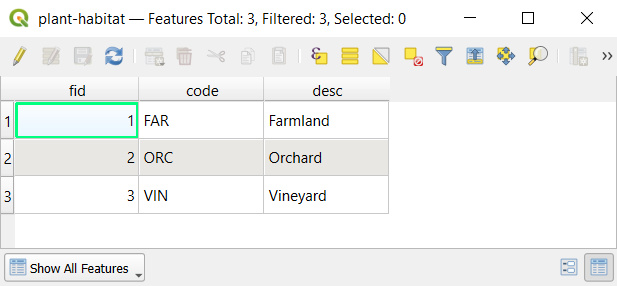 plant-habitat — Features Total: 3, Filtered: 3, Selected: 0
fid code desc
1 1 FAR Farmland
2 2 ORC Orchard
3 3 VIN Vineyard
Show All Features